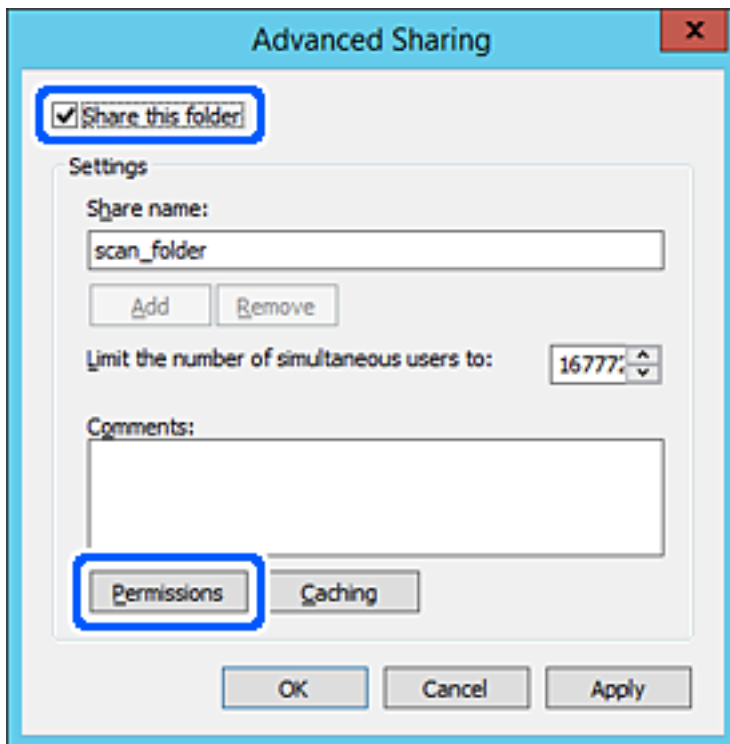 Advanced Sharing
Share this folder
Settings
Share name:
scan_folder
Add Remove
Limit the number of simultaneous users to:
Comments:
Permissions Caching
OK Cancel Apply